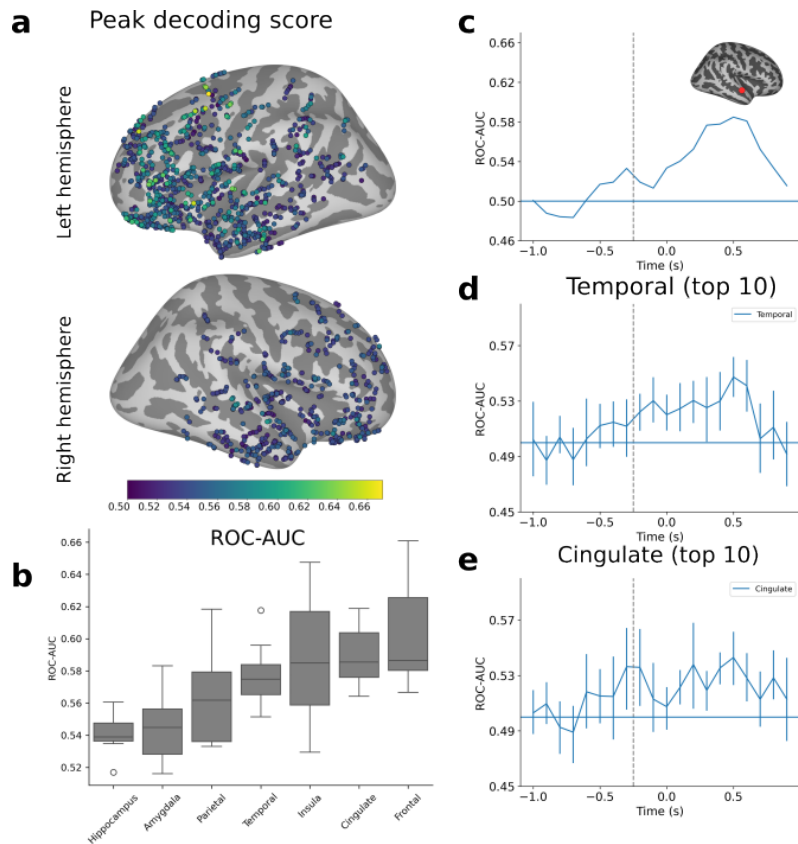 a
Peak decoding score
Left hemisphere
Right hemisphere
0.50 0.52 0.54 0.56 0.58 0.60 0.62 0.64 0.66
b
ROC-AUC
ROC-AUC
0.66
0.64
0.62
0.60
0.58
0.56
0.54
0.52
Hippocampus
Amygdala
Parietal
Temporal
Insula
Cingulate
Frontal
c
ROC-AUC
0.66
0.62
0.58
0.54
0.50
0.46
−1.0 −0.5 0.0 0.5
Time (s)
d
Temporal (top 10)
Temporal
ROC-AUC
0.57
0.53
0.49
0.45
−1.0 −0.5 0.0 0.5
Time (s)
e
Cingulate (top 10)
Cingulate
ROC-AUC
0.57
0.53
0.49
0.45
−1.0 −0.5 0.0 0.5
Time (s)